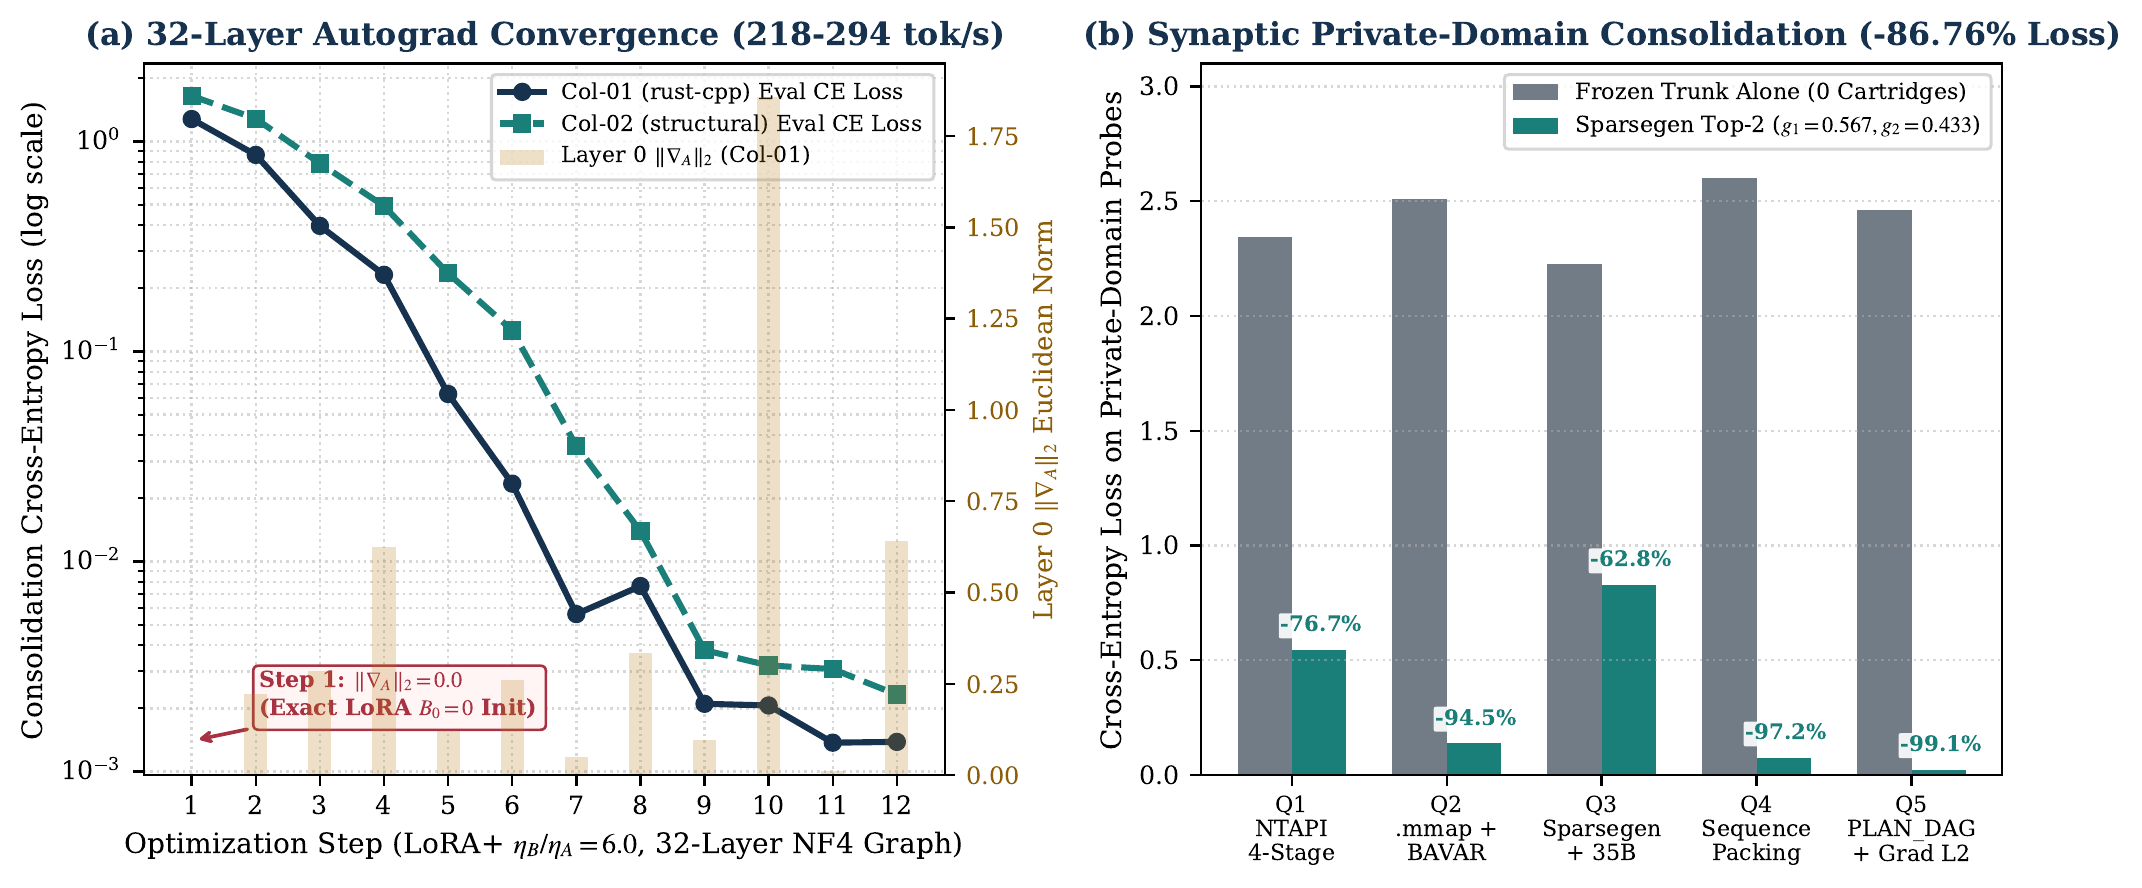 (a) 32-Layer Autograd Convergence (218-294 tok/s)
Consolidation Cross-Entropy Loss (log scale)
10⁰
10⁻¹
10⁻²
10⁻³
Col-01 (rust-cpp) Eval CE Loss
Col-02 (structural) Eval CE Loss
Layer 0 ||∇_A||₂ (Col-01)
Step 1: ||∇_A||₂=0.0
(Exact LoRA B₀=0 Init)
1 2 3 4 5 6 7 8 9 10 11 12
Optimization Step (LoRA+ η_B/η_A=6.0, 32-Layer NF4 Graph)
1.75
1.50
1.25
1.00
0.75
0.50
0.25
0.00
Layer 0 ||∇_A||₂ Euclidean Norm
(b) Synaptic Private-Domain Consolidation (-86.76% Loss)
Cross-Entropy Loss on Private-Domain Probes
3.0
2.5
2.0
1.5
1.0
0.5
0.0
Frozen Trunk Alone (0 Cartridges)
Sparsegen Top-2 (g₁=0.567, g₂=0.433)
-76.7%
-94.5%
-62.8%
-97.2%
-99.1%
Q1
NTAPI
4-Stage
Q2
.mmap +
BAVAR
Q3
Sparsegen
+ 35B
Q4
Sequence
Packing
Q5
PLAN_DAG
+ Grad L2